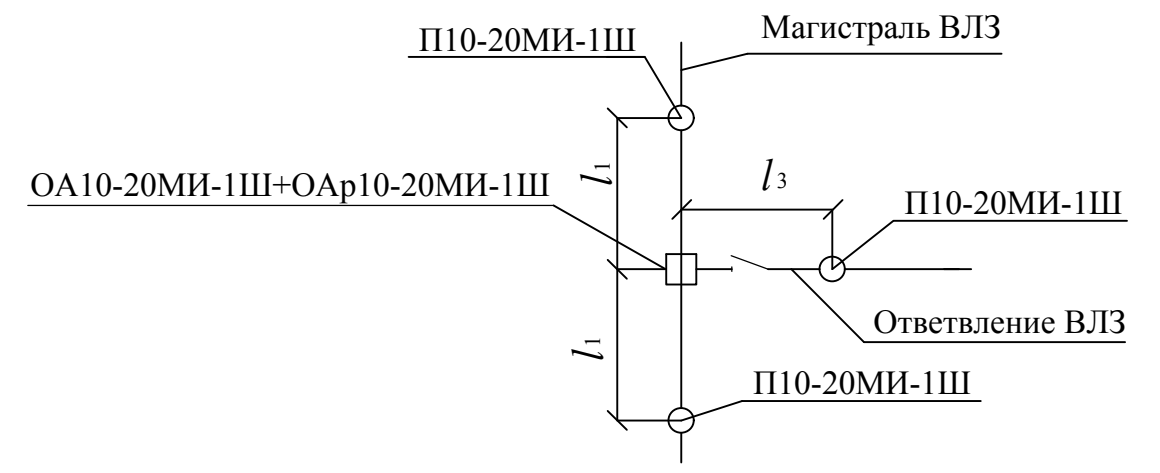 Магистраль ВЛЗ
П10-20МИ-1Ш
l1
l3
ОА10-20МИ-1Ш+ОАр10-20МИ-1Ш
П10-20МИ-1Ш
Ответвление ВЛЗ
l1
П10-20МИ-1Ш